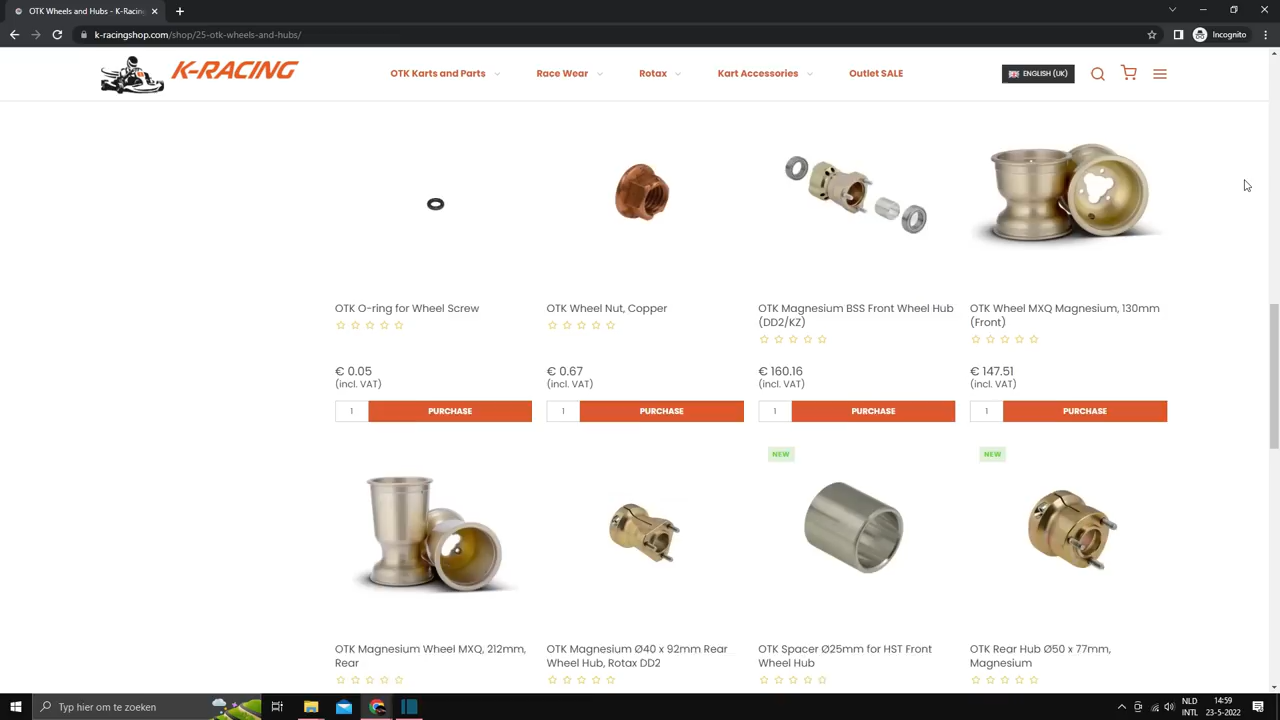 OTK Wheels and Hubs - K-Racing
Incognito
k-racingshop.com/shop/25-otk-wheels-and-hubs/
K-RACING
OTK Karts and Parts
Race Wear
Rotax
Kart Accessories
Outlet SALE
ENGLISH (UK)
OTK O-ring for Wheel Screw
€ 0.05
(incl. VAT)
1
PURCHASE
OTK Wheel Nut, Copper
€ 0.67
(incl. VAT)
1
PURCHASE
OTK Magnesium BSS Front Wheel Hub
(DD2/KZ)
€ 160.16
(incl. VAT)
1
PURCHASE
OTK Wheel MXQ Magnesium, 130mm
(Front)
€ 147.51
(incl. VAT)
1
PURCHASE
OTK Magnesium Wheel MXQ, 212mm,
Rear
OTK Magnesium Ø40 x 92mm Rear
Wheel Hub, Rotax DD2
NEW
OTK Spacer Ø25mm for HST Front
Wheel Hub
NEW
OTK Rear Hub Ø50 x 77mm,
Magnesium
Typ hier om te zoeken
NLD
INTL
14:59
23-5-2022